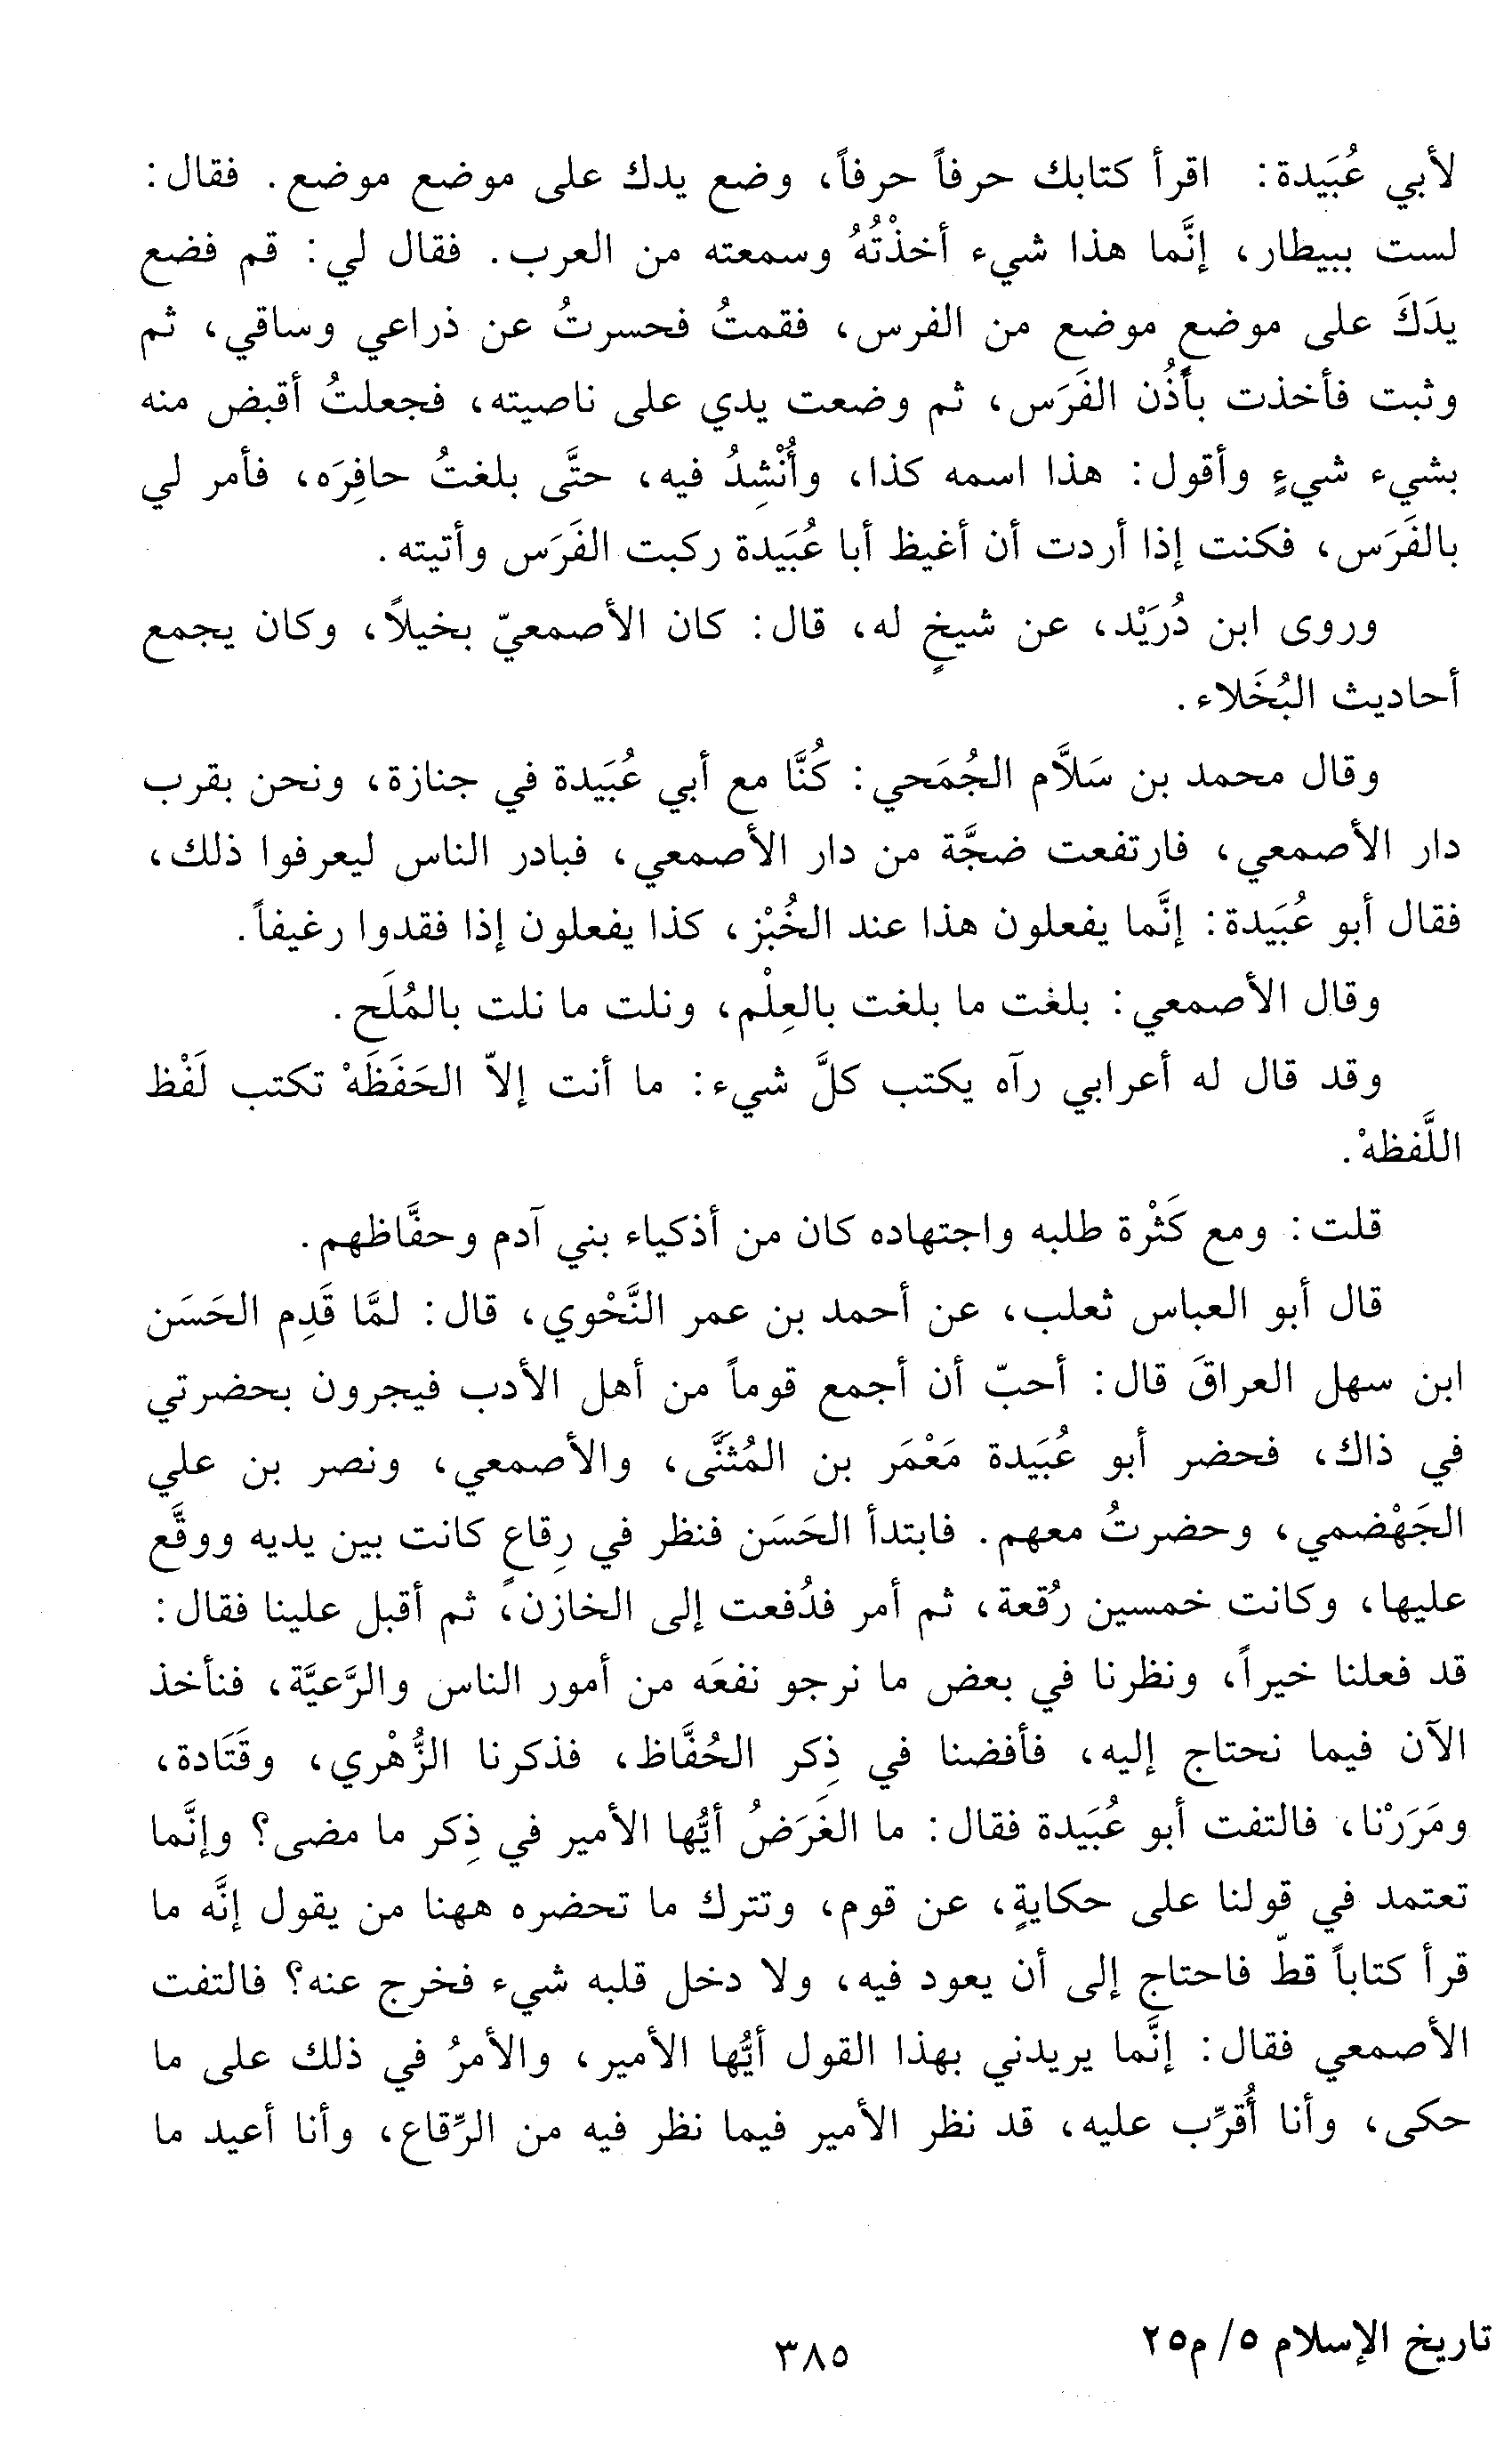 لأبي عُبَيدة: اقرأ كتابك حرفاً حرفاً، وضع يدك على موضع موضع. فقال:
لست ببيطار، إنَّما هذا شيء أخذْتُهُ وسمعته من العرب. فقال لي: قم فضع
يدَكَ على موضعٍ موضع من الفرس، فقمتُ فحسرتُ عن ذراعي وساقي، ثم
وثبت فأخذت بأُذُن الفَرَس، ثم وضعت يدي على ناصيته، فجعلتُ أقبض منه
بشيء شيءٍ وأقول: هذا اسمه كذا، وأُنْشِدُ فيه، حتَّى بلغتُ حافِرَه، فأمر لي
بالفَرَس، فكنت إذا أردت أن أغيظ أبا عُبَيدة ركبت الفَرَس وأتيته.
وروى ابن دُرَيْد، عن شيخٍ له، قال: كان الأصمعيّ بخيلاً، وكان يجمع
أحاديث البُخَلاء.
وقال محمد بن سَلاَّم الجُمَحي: كُنَّا مع أبي عُبَيدة في جنازة، ونحن بقرب
دار الأصمعي، فارتفعت ضجَّة من دار الأصمعي، فبادر الناس ليعرفوا ذلك،
فقال أبو عُبَيدة: إنَّما يفعلون هذا عند الخُبْز، كذا يفعلون إذا فقدوا رغيفاً.
وقال الأصمعي: بلغت ما بلغت بالعِلْم، ونلت ما نلت بالمُلَح.
وقد قال له أعرابي رآه يكتب كلَّ شيء: ما أنت إلاّ الحَفَظَهْ تكتب لَفْظ
اللَّفظهْ.
قلت: ومع كَثْرة طلبه واجتهاده كان من أذكياء بني آدم وحفَّاظهم.
قال أبو العباس ثعلب، عن أحمد بن عمر النَّحْوي، قال: لمَّا قَدِم الحَسَن
ابن سهل العراقَ قال: أحبّ أن أجمع قوماً من أهل الأدب فيجرون بحضرتي
في ذاك، فحضر أبو عُبَيدة مَعْمَر بن المُثنَّى، والأصمعي، ونصر بن علي
الجَهْضمي، وحضرتُ معهم. فابتدأ الحَسَن فنظر في رِقاعٍ كانت بين يديه ووقَّع
عليها، وكانت خمسين رُقعة، ثم أمر فدُفعت إلى الخازن، ثم أقبل علينا فقال:
قد فعلنا خيراً، ونظرنا في بعض ما نرجو نفعَه من أمور الناس والرَّعيَّة، فنأخذ
الآن فيما نحتاج إليه، فأفضنا في ذِكر الحُفَّاظ، فذكرنا الزُّهْري، وقَتَادة،
ومَرَرْنا، فالتفت أبو عُبَيدة فقال: ما الغَرَضُ أيُّها الأمير في ذِكر ما مضى؟ وإنَّما
تعتمد في قولنا على حكايةٍ، عن قوم، وتترك ما تحضره ههنا من يقول إنَّه ما
قرأ كتاباً قطّ فاحتاج إلى أن يعود فيه، ولا دخل قلبه شيء فخرج عنه؟ فالتفت
الأصمعي فقال: إنَّما يريدني بهذا القول أيُّها الأمير، والأمرُ في ذلك على ما
حكى، وأنا أُقرِّب عليه، قد نظر الأمير فيما نظر فيه من الرِّقاع، وأنا أعيد ما
تاريخ الإسلام ٥/ م٢٥
٣٨٥